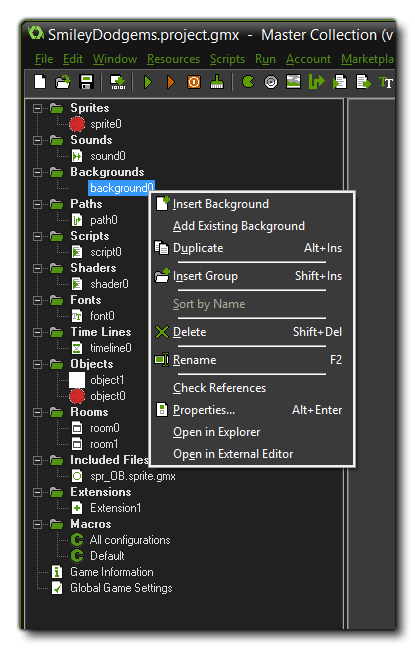 SmileyDodgems.project.gmx - Master Collection (v
File Edit Window Resources Scripts Run Account Marketpla
Sprites
sprite0
Sounds
sound0
Backgrounds
background0
Insert Background
Add Existing Background
Duplicate Alt+Ins
Insert Group Shift+Ins
Sort by Name
Delete Shift+Del
Rename F2
Check References
Properties... Alt+Enter
Open in Explorer
Open in External Editor
Paths
path0
Scripts
script0
Shaders
shader0
Fonts
font0
Time Lines
timeline0
Objects
object1
object0
Rooms
room0
room1
Included Files
spr_OB.sprite.gmx
Extensions
Extension1
Macros
All configurations
Default
Game Information
Global Game Settings